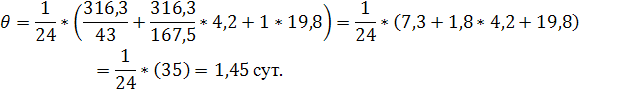 θ = 1/24 * (316,3/43 + 316,3/167,5 * 4,2 + 1 * 19,8) = 1/24 * (7,3 + 1,8 * 4,2 + 19,8)
= 1/24 * (35) = 1,45 сут.